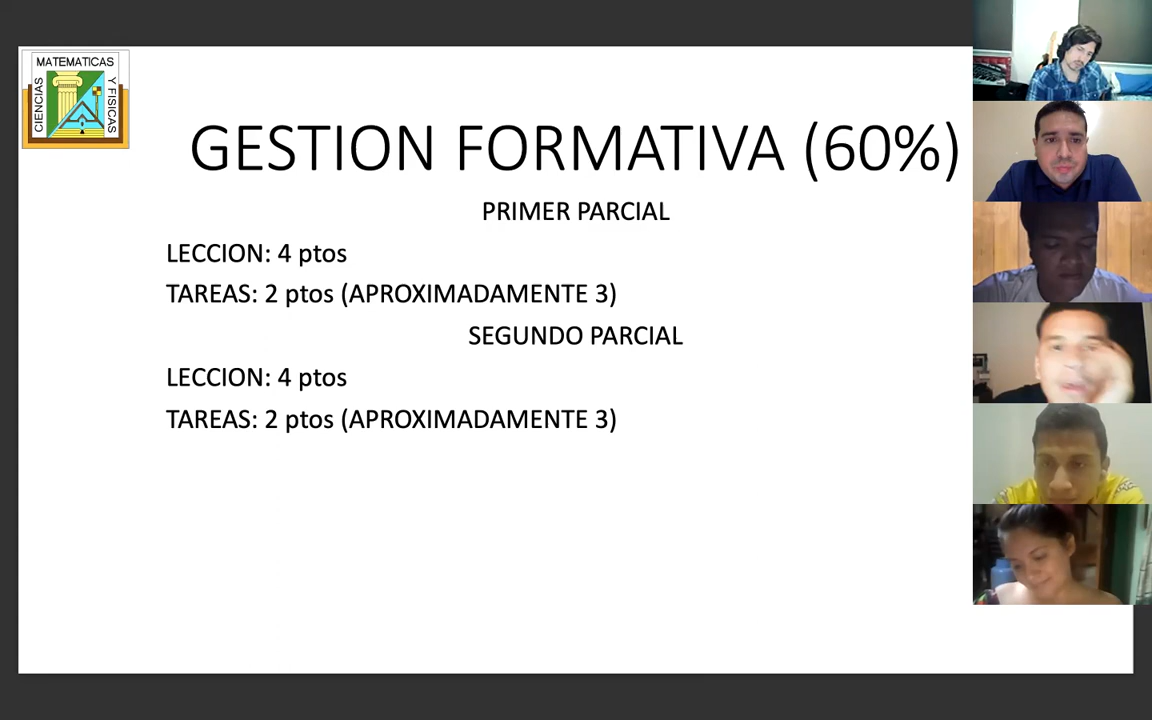 MATEMATICAS
CIENCIAS
Y FISICAS
GESTION FORMATIVA (60%)
PRIMER PARCIAL
LECCION: 4 ptos
TAREAS: 2 ptos (APROXIMADAMENTE 3)
SEGUNDO PARCIAL
LECCION: 4 ptos
TAREAS: 2 ptos (APROXIMADAMENTE 3)